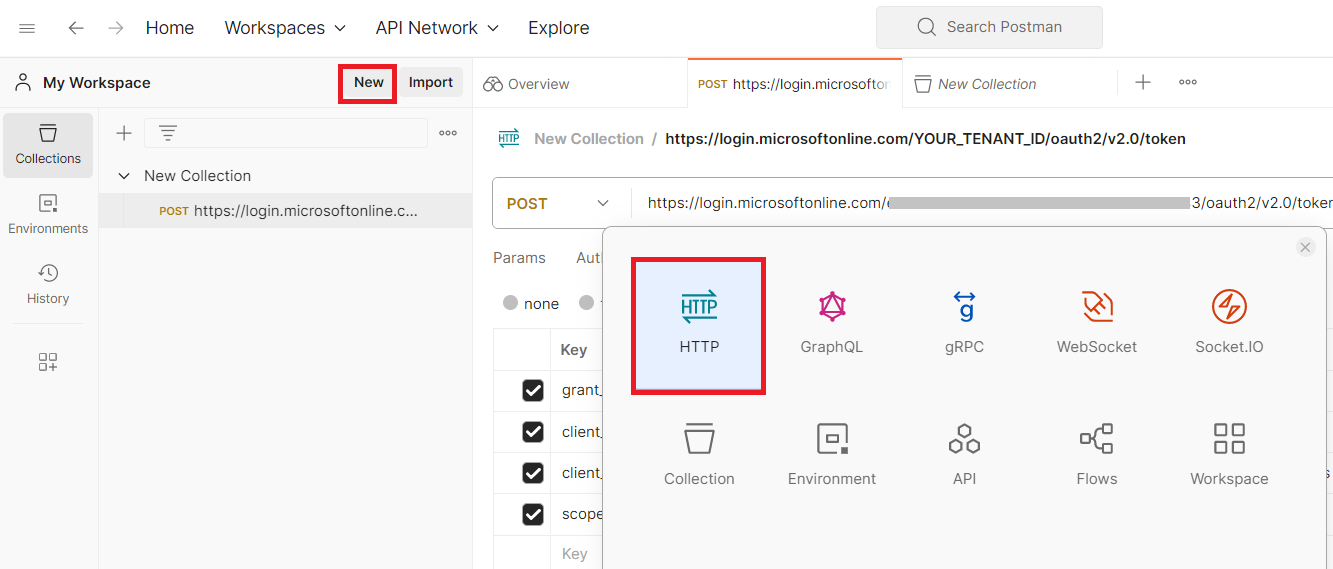 Home Workspaces API Network Explore Search Postman
My Workspace New Import Overview POST https://login.microsofton New Collection
Collections
Environments
History
New Collection
POST https://login.microsoftonline.c...
HTTP New Collection / https://login.microsoftonline.com/YOUR_TENANT_ID/oauth2/v2.0/token
POST https://login.microsoftonline.com/ 3/oauth2/v2.0/token
Params Aut
none
Key
grant_
client_
client_
scope
Key
HTTP
HTTP
GraphQL
g
gRPC
WebSocket
Socket.IO
Collection
Environment
API
Flows
Workspace